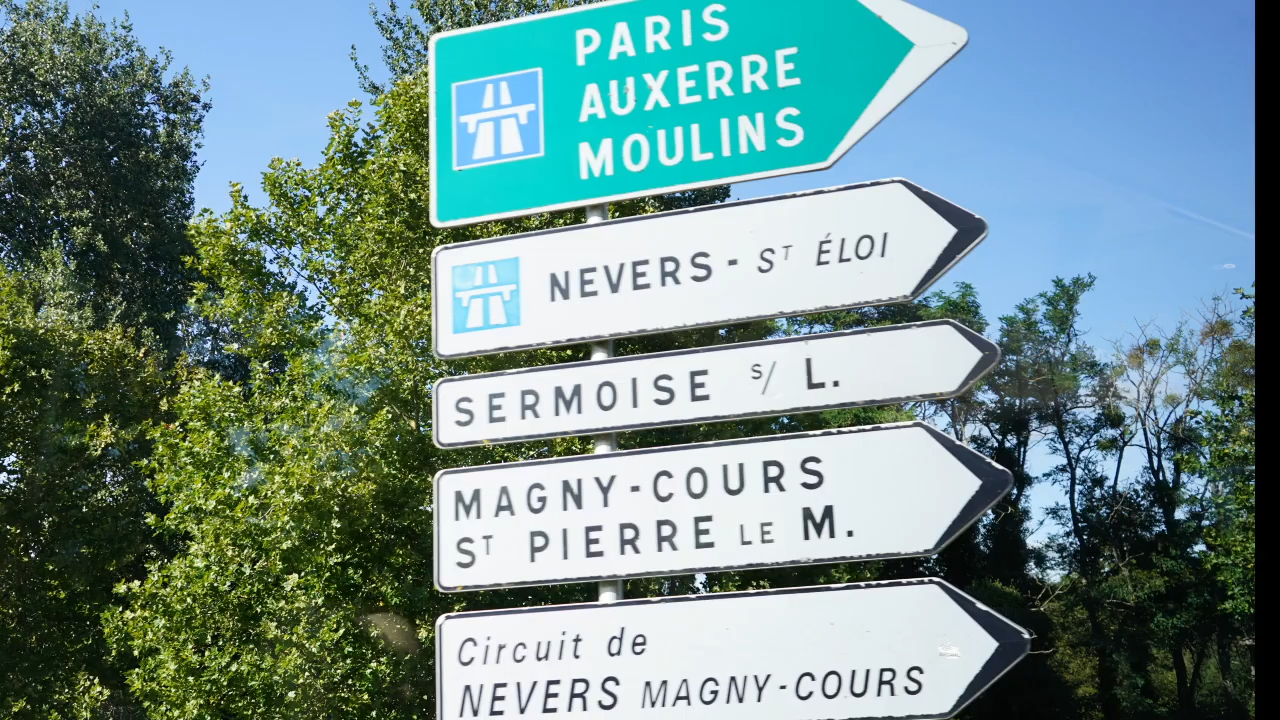 PARIS
AUXERRE
MOULINS
NEVERS - Sᵀ ÉLOI
SERMOISE s/ L.
MAGNY-COURS
Sᵀ PIERRE LE M.
Circuit de
NEVERS MAGNY-COURS